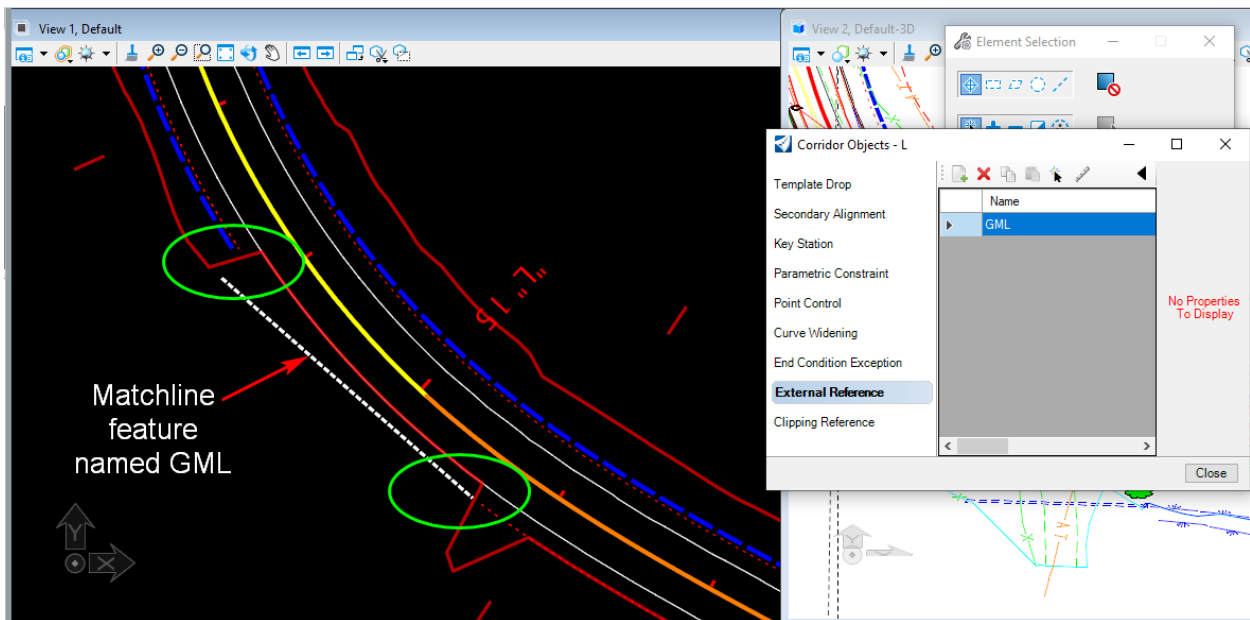 View 1, Default
View 2, Default-3D
Element Selection
Corridor Objects - L
Template Drop
Secondary Alignment
Key Station
Parametric Constraint
Point Control
Curve Widening
End Condition Exception
External Reference
Clipping Reference
Name
GML
No Properties
To Display
Close
Matchline
feature
named GML
Y
X
A T